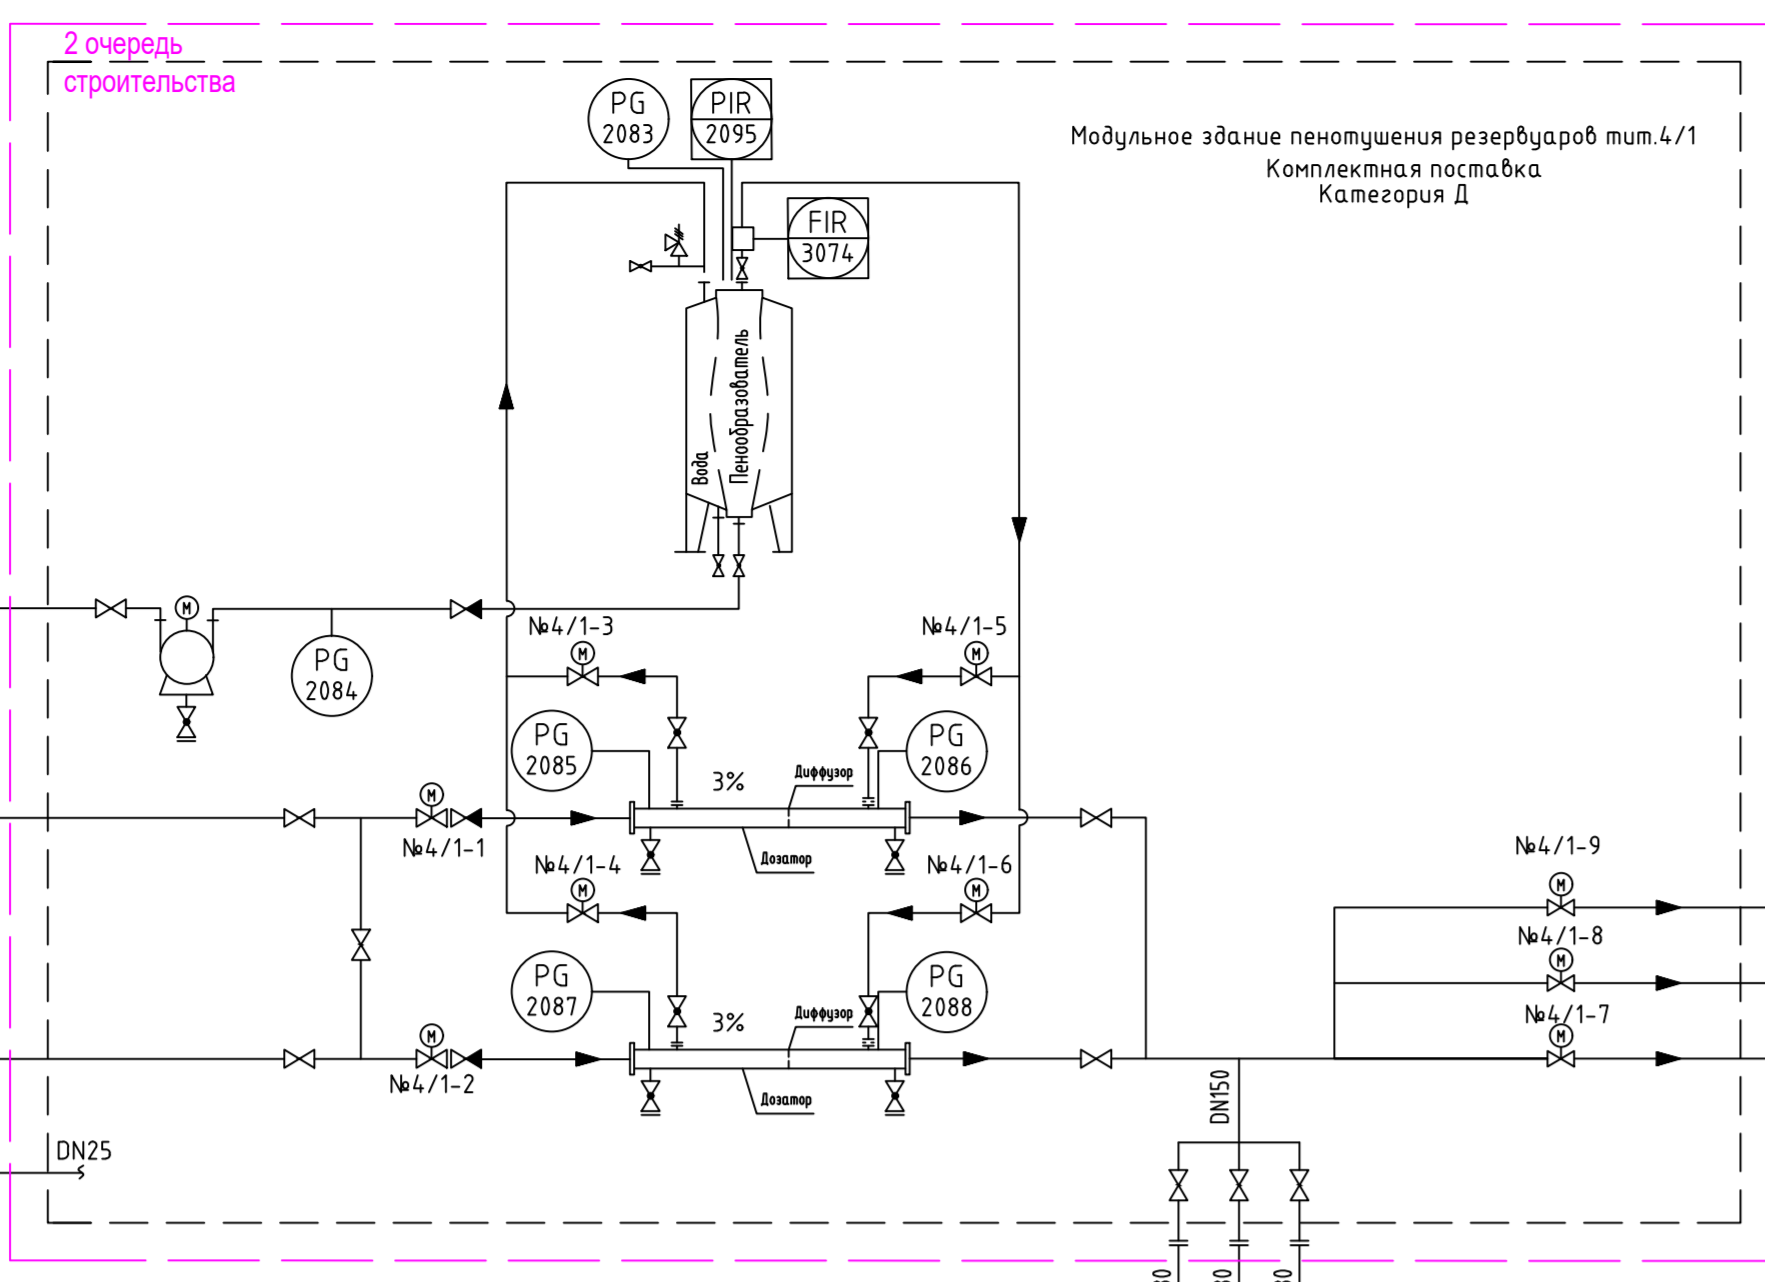 2 очередь
строительства
PG
2083
PIR
2095
Модульное здание пенотушения резервуаров тит.4/1
Комплектная поставка
Категория Д
FIR
3074
Вода
Пенообразователь
M
PG
2084
№4/1-3
M
№4/1-5
M
PG
2085
3%
Диффузор
PG
2086
M
№4/1-1
Дозатор
№4/1-4
M
№4/1-6
M
№4/1-9
M
№4/1-8
M
№4/1-7
M
PG
2087
3%
Диффузор
PG
2088
M
№4/1-2
Дозатор
DN150
DN25